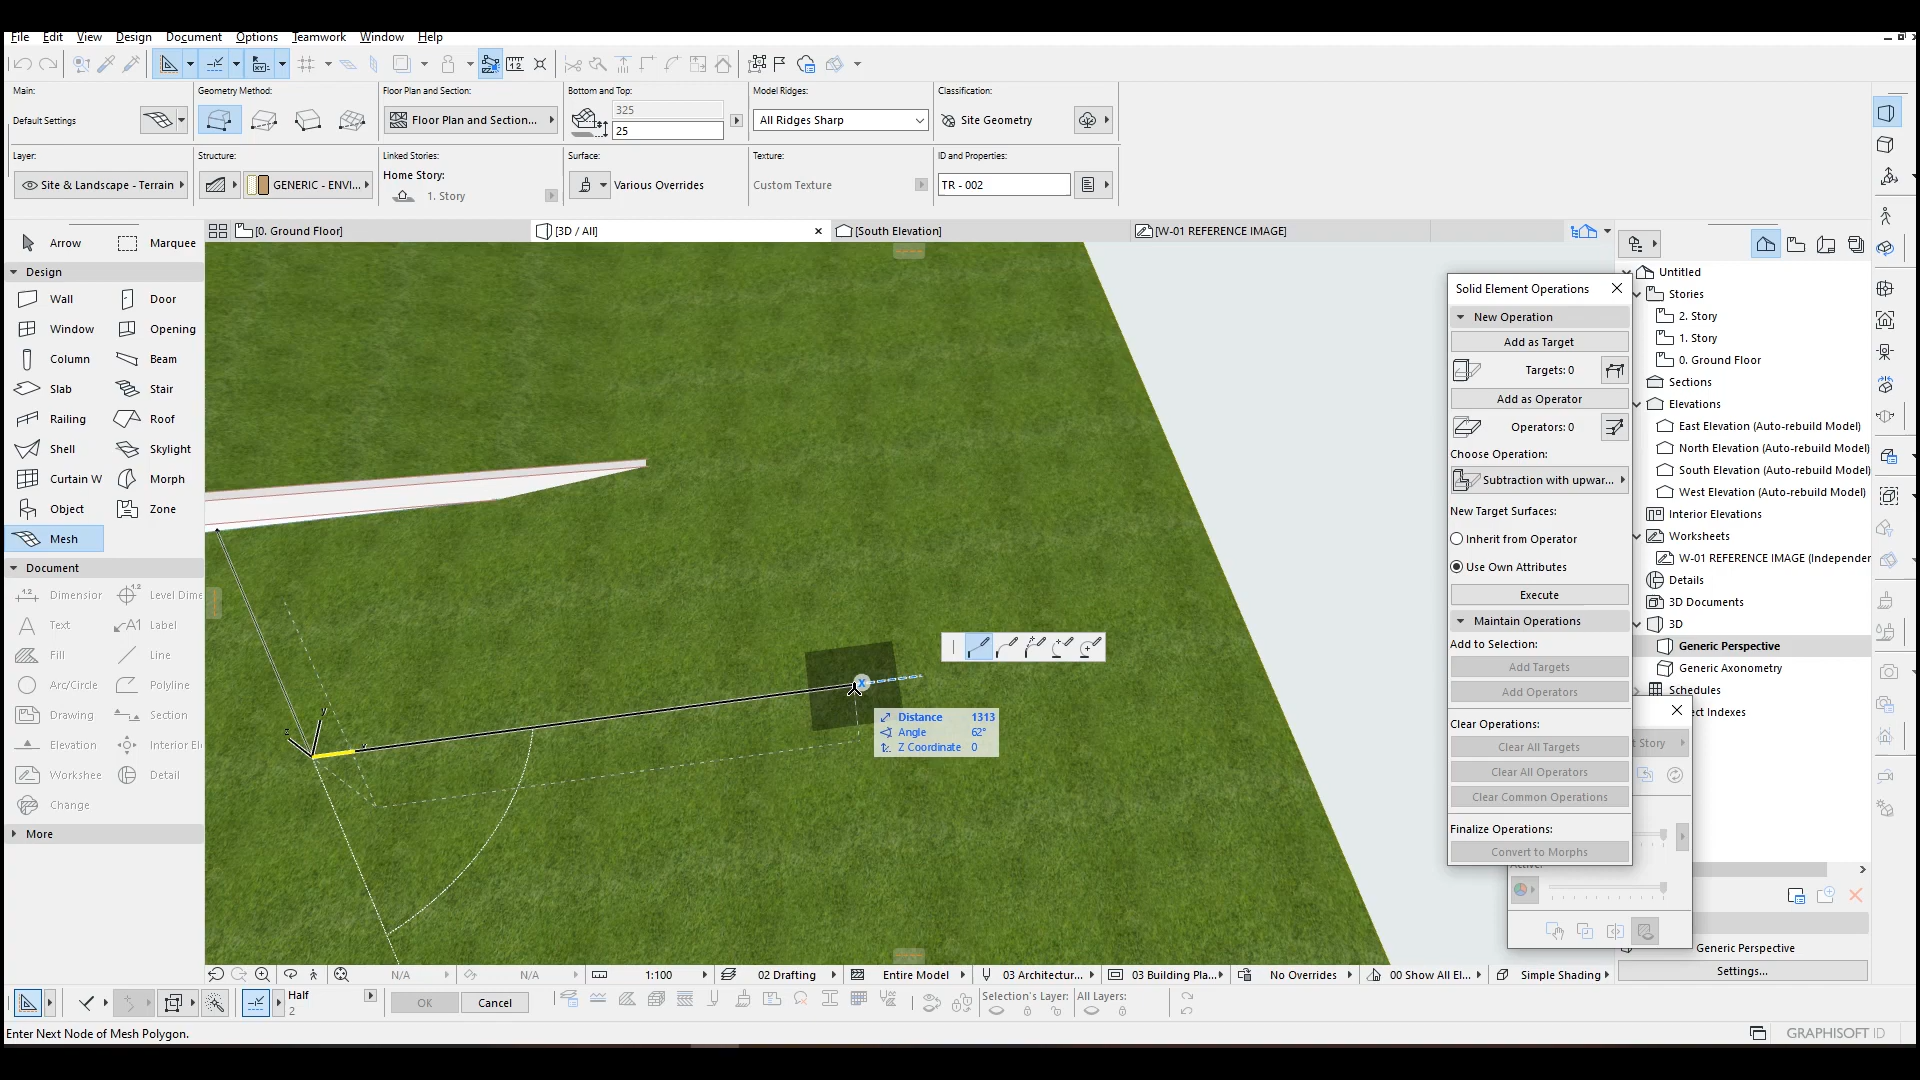 File Edit View Design Document Options Teamwork Window Help
Main:
Default Settings
Geometry Method:
Floor Plan and Section:
Floor Plan and Section...
Bottom and Top:
325
25
Model Ridges:
All Ridges Sharp
Classification:
Site Geometry
Layer:
Site & Landscape - Terrain
Structure:
GENERIC - ENVI...
Linked Stories:
Home Story:
1. Story
Surface:
Various Overrides
Texture:
Custom Texture
ID and Properties:
TR - 002
[0. Ground Floor]
[3D / All]
[South Elevation]
[W-01 REFERENCE IMAGE]
Arrow Marquee
Design
Wall Door
Window Opening
Column Beam
Slab Stair
Railing Roof
Shell Skylight
Curtain W Morph
Object Zone
Mesh
Document
Dimension Level Dime
Text Label
Fill Line
Arc/Circle Polyline
Drawing Section
Elevation Interior El
Workshee Detail
Change
More
Distance 1313
Angle 62°
Z Coordinate 0
Solid Element Operations
New Operation
Add as Target
Targets: 0
Add as Operator
Operators: 0
Choose Operation:
Subtraction with upwar...
New Target Surfaces:
Inherit from Operator
Use Own Attributes
Execute
Maintain Operations
Add to Selection:
Add Targets
Add Operators
Clear Operations:
Clear All Targets
Clear All Operators
Clear Common Operations
Finalize Operations:
Convert to Morphs
Untitled
Stories
2. Story
1. Story
0. Ground Floor
Sections
Elevations
East Elevation (Auto-rebuild Model)
North Elevation (Auto-rebuild Model)
South Elevation (Auto-rebuild Model)
West Elevation (Auto-rebuild Model)
Interior Elevations
Worksheets
W-01 REFERENCE IMAGE (Independen
Details
3D Documents
3D
Generic Perspective
Generic Axonometry
Schedules
ct Indexes
t Story
Generic Perspective
Settings...
N/A N/A 1:100 02 Drafting Entire Model 03 Architectur... 03 Building Pla... No Overrides 00 Show All El... Simple Shading
Half
2
OK Cancel
Selection's Layer: All Layers:
Enter Next Node of Mesh Polygon.
GRAPHISOFT ID